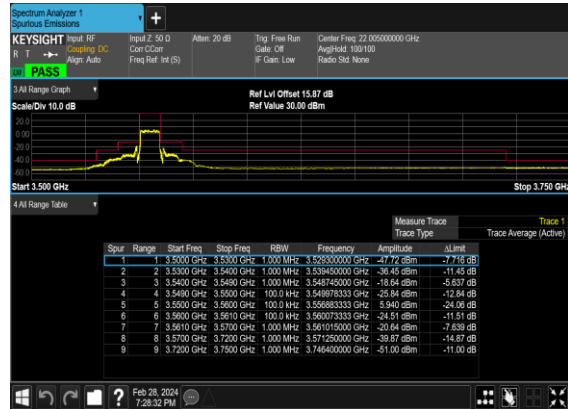 Spectrum Analyzer 1
Spurious Emissions
KEYSIGHT Input: RF Input Z: 50 Ω Atten: 20 dB Trig: Free Run Center Freq: 22.005000000 GHz
R T Coupling: DC Corr CCorr Gate: Off Avg|Hold: 100/100
Align: Auto Freq Ref: Int (S) IF Gain: Low Radio Std: None
PASS
3 All Range Graph
Ref Lvl Offset 15.87 dB
Scale/Div 10.0 dB Ref Value 30.00 dBm
20.0
0.00
-20.0
-40.0
-60.0
Start 3.500 GHz Stop 3.750 GHz
4 All Range Table
Measure Trace Trace 1
Trace Type Trace Average (Active)
Spur Range Start Freq Stop Freq RBW Frequency Amplitude ΔLimit
1 1 3.5000 GHz 3.5300 GHz 1.000 MHz 3.529300000 GHz -47.72 dBm -7.716 dB
2 2 3.5300 GHz 3.5400 GHz 1.000 MHz 3.539450000 GHz -36.45 dBm -11.45 dB
3 3 3.5400 GHz 3.5490 GHz 1.000 MHz 3.548745000 GHz -18.64 dBm -5.637 dB
4 4 3.5490 GHz 3.5500 GHz 100.0 kHz 3.549978333 GHz -25.84 dBm -12.84 dB
5 5 3.5500 GHz 3.5600 GHz 100.0 kHz 3.556883333 GHz 5.940 dBm -24.06 dB
6 6 3.5600 GHz 3.5610 GHz 100.0 kHz 3.560073333 GHz -24.51 dBm -11.51 dB
7 7 3.5610 GHz 3.5700 GHz 1.000 MHz 3.561015000 GHz -20.64 dBm -7.639 dB
8 8 3.5700 GHz 3.7200 GHz 1.000 MHz 3.571250000 GHz -39.87 dBm -14.87 dB
9 9 3.7200 GHz 3.7500 GHz 1.000 MHz 3.746400000 GHz -51.00 dBm -11.00 dB
Feb 28, 2024
7:28:32 PM